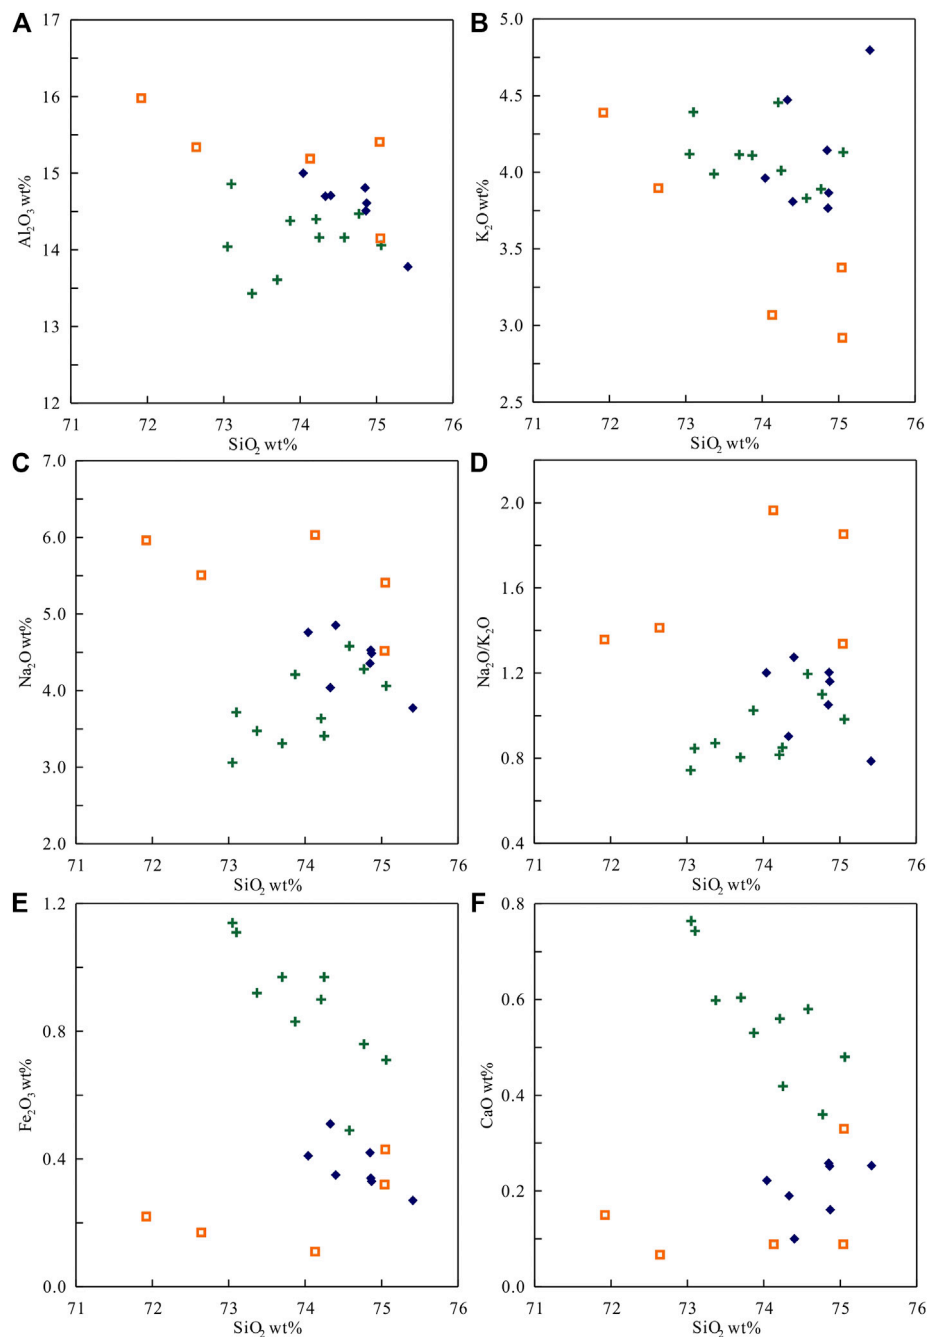 A
17
16
15
14
13
12
Al₂O₃ wt%
71 72 73 74 75 76
SiO₂ wt%
B
5.0
4.5
4.0
3.5
3.0
2.5
K₂O wt%
71 72 73 74 75 76
SiO₂ wt%
C
7.0
6.0
5.0
4.0
3.0
2.0
Na₂O wt%
71 72 73 74 75 76
SiO₂ wt%
D
2.0
1.6
1.2
0.8
0.4
Na₂O/K₂O
71 72 73 74 75 76
SiO₂ wt%
E
1.2
0.8
0.4
0.0
Fe₂O₃ wt%
71 72 73 74 75 76
SiO₂ wt%
F
0.8
0.6
0.4
0.2
0.0
CaO wt%
71 72 73 74 75 76
SiO₂ wt%